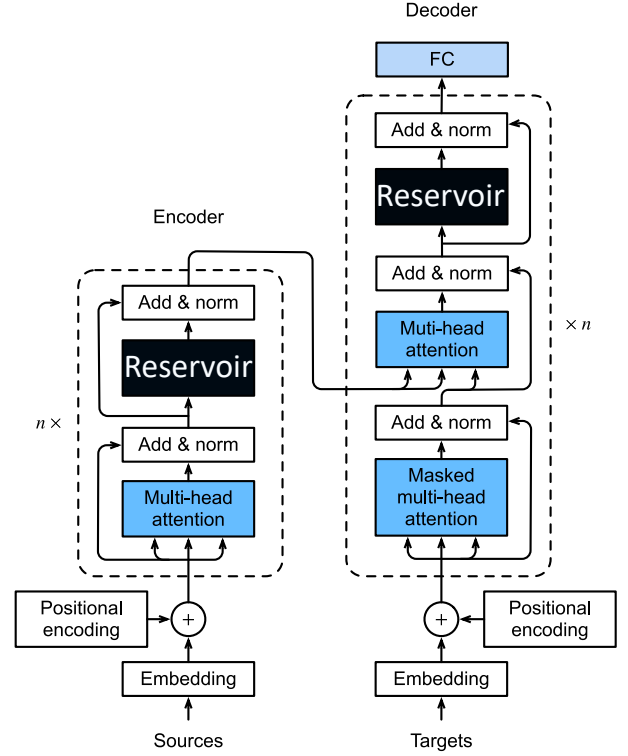 Decoder
FC
Add & norm
Reservoir
Add & norm
Muti-head
attention
× n
Add & norm
Masked
multi-head
attention
Positional
encoding
+
Embedding
Targets
Encoder
Add & norm
Reservoir
n ×
Add & norm
Multi-head
attention
Positional
encoding
+
Embedding
Sources